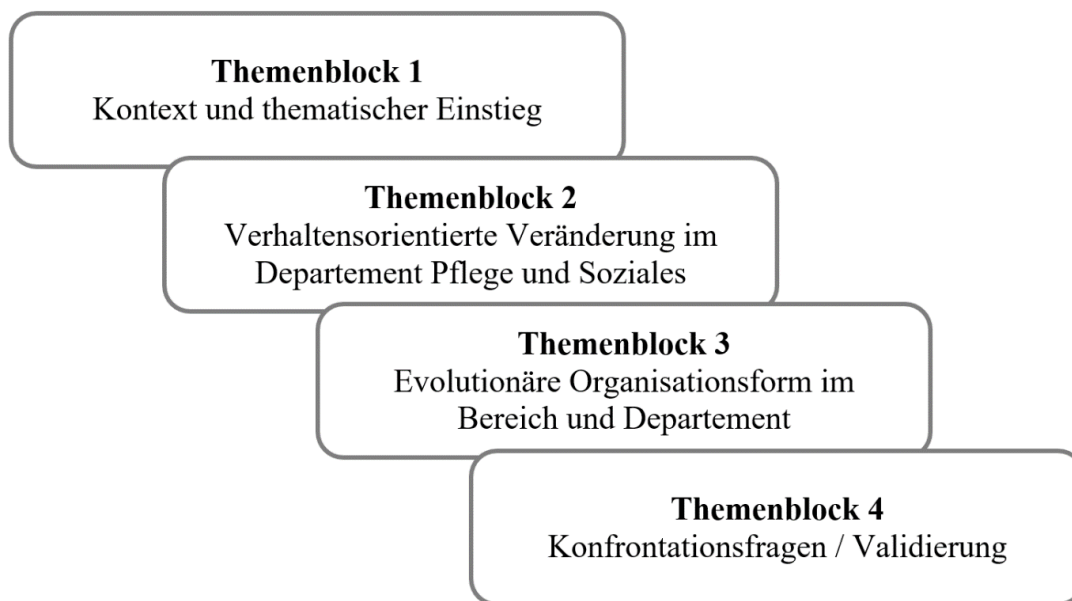 Themenblock 1
Kontext und thematischer Einstieg
Themenblock 2
Verhaltensorientierte Veränderung im
Departement Pflege und Soziales
Themenblock 3
Evolutionäre Organisationsform im
Bereich und Departement
Themenblock 4
Konfrontationsfragen / Validierung